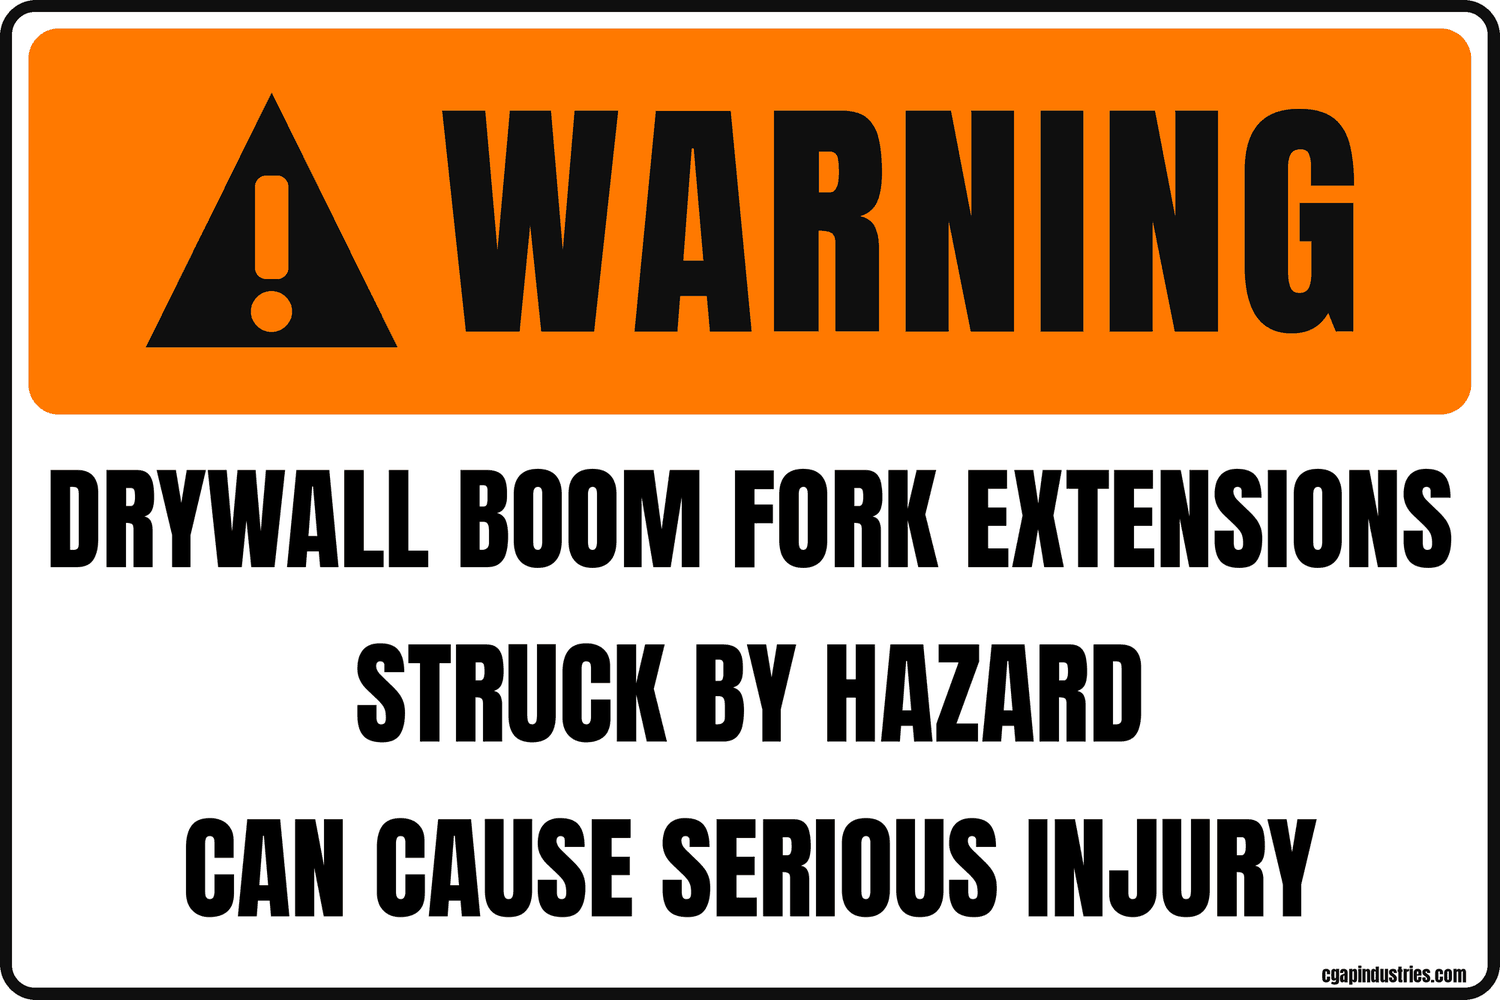 WARNING
DRYWALL BOOM FORK EXTENSIONS
STRUCK BY HAZARD
CAN CAUSE SERIOUS INJURY
cgapindustries.com